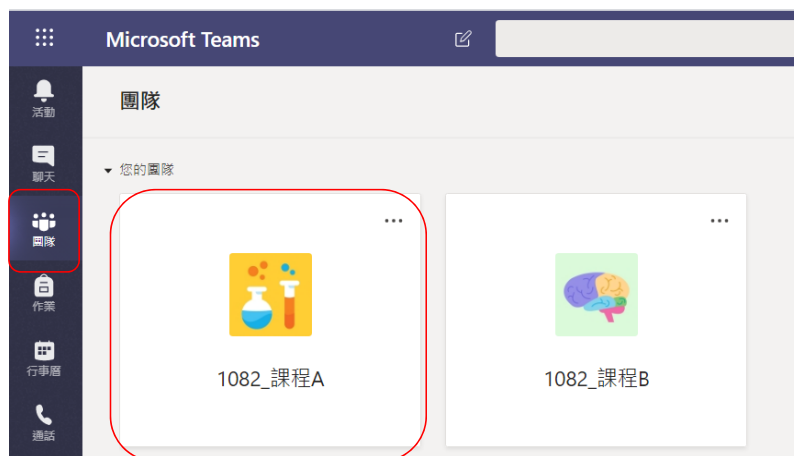 Microsoft Teams
活動
聊天
團隊
作業
行事曆
通話
團隊
您的團隊
1082_課程A
1082_課程B